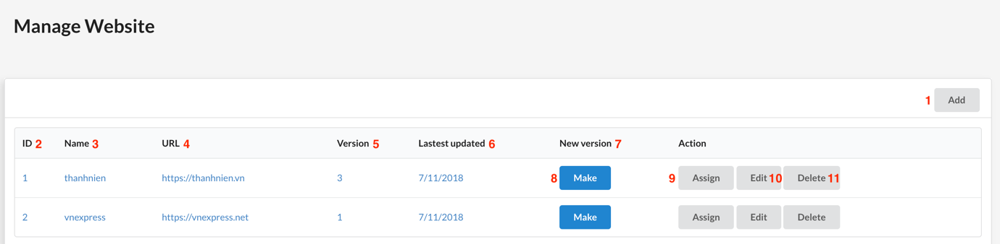 Manage Website
1 Add
ID 2 Name 3 URL 4 Version 5 Lastest updated 6 New version 7 Action
1 thanhnien https://thanhnien.vn 3 7/11/2018 8 Make 9 Assign Edit 10 Delete 11
2 vnexpress https://vnexpress.net 1 7/11/2018 Make Assign Edit Delete